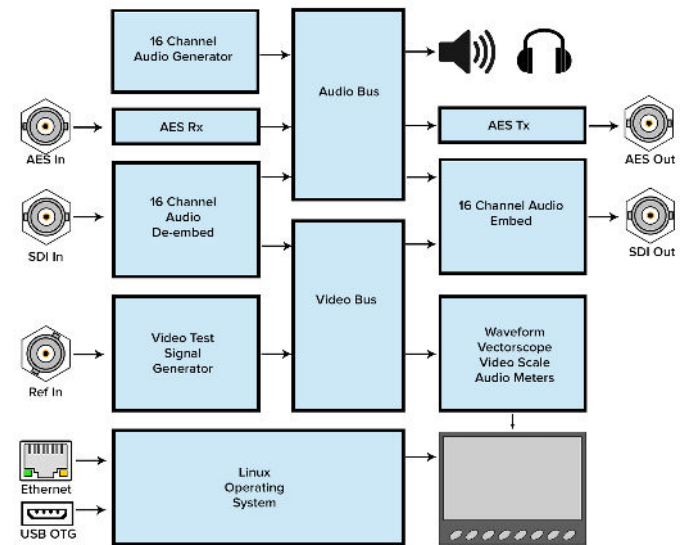 16 Channel
Audio Generator
Audio Bus
AES In
AES Rx
AES Tx
AES Out
SDI In
16 Channel
Audio
De-embed
16 Channel Audio
Embed
SDI Out
Video Bus
Ref In
Video Test
Signal
Generator
Waveform
Vectorscope
Video Scale
Audio Meters
Ethernet
USB OTG
Linux
Operating
System